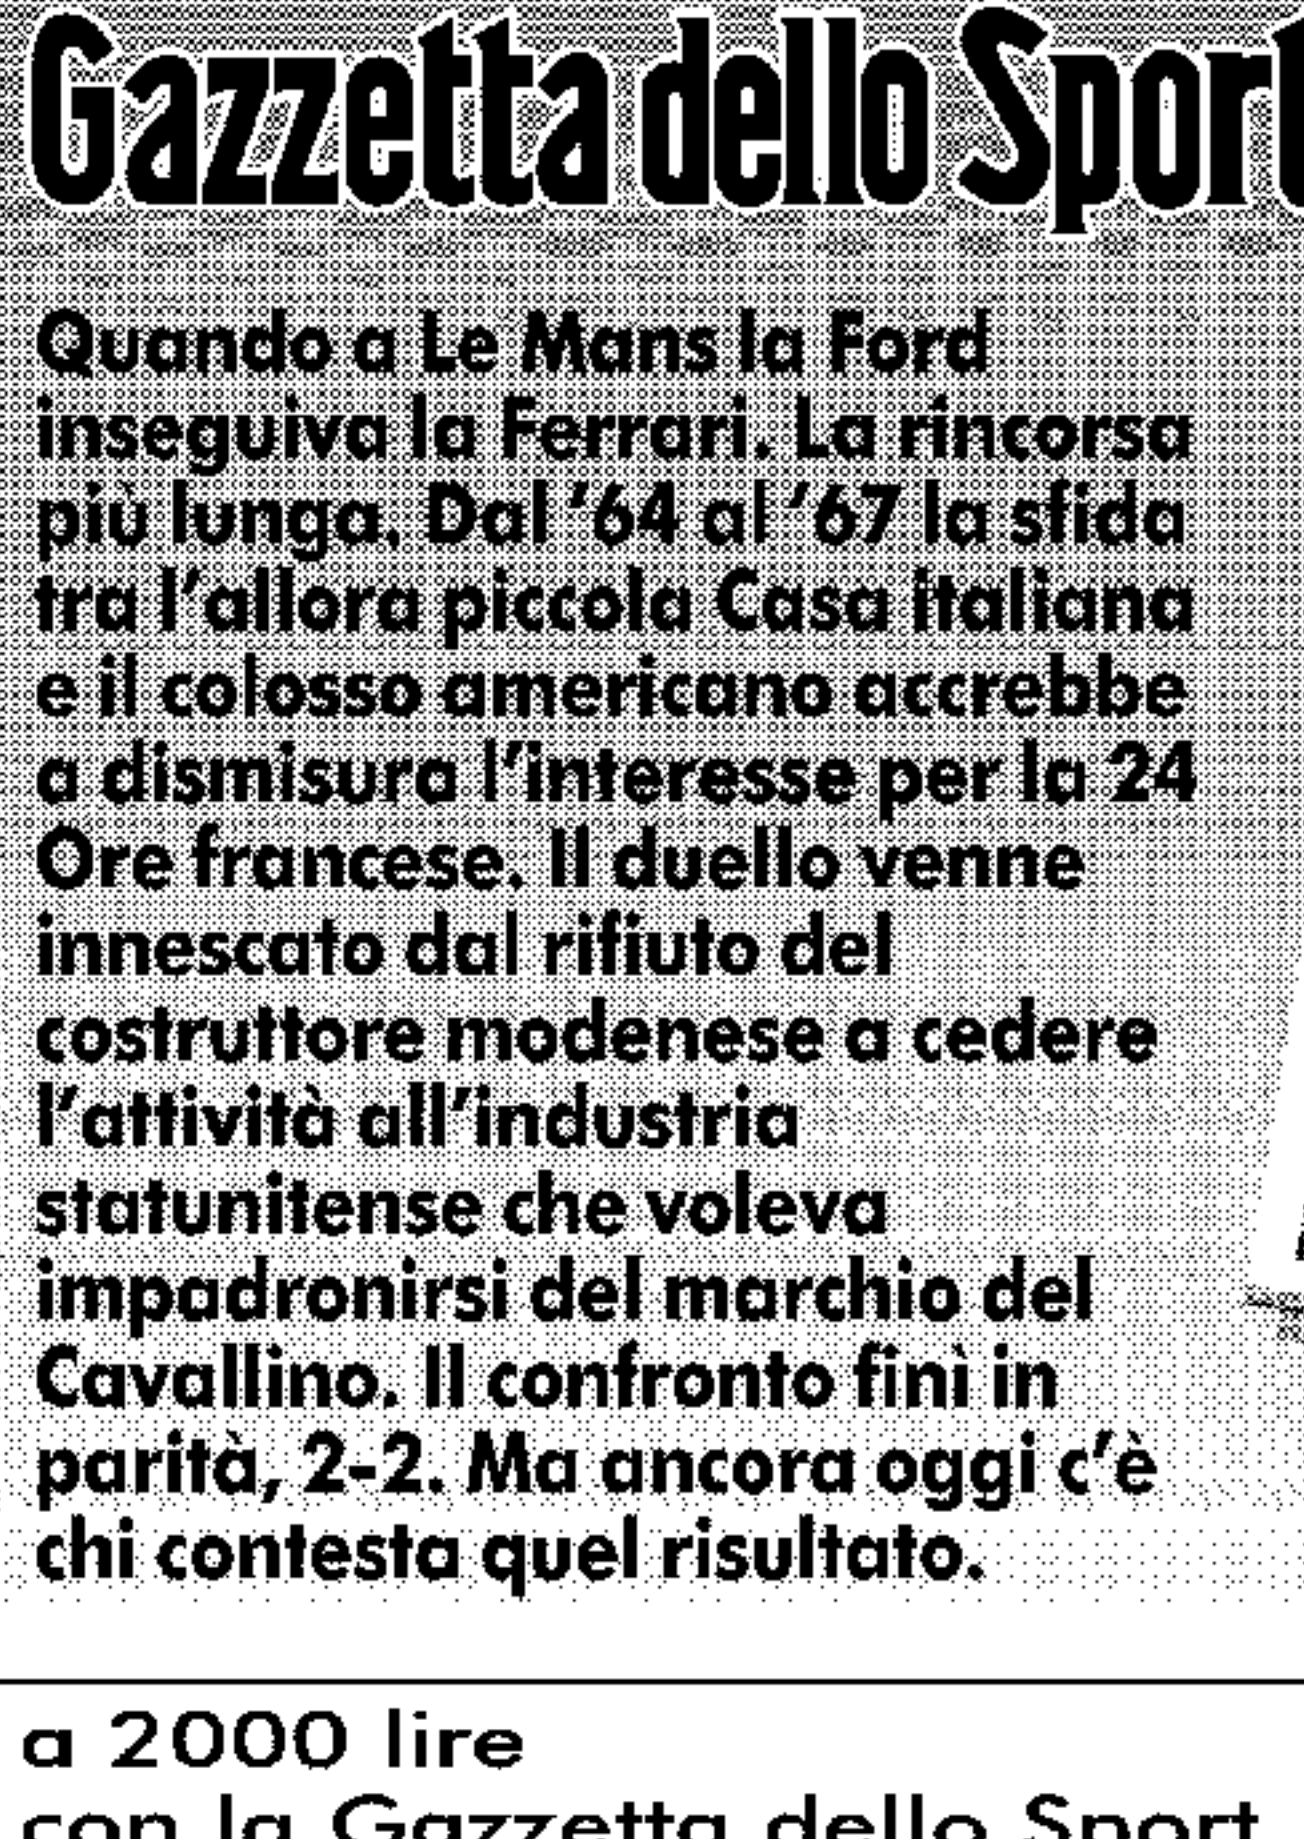 Gazzetta dello Sport
Quando a Le Mans la Ford
inseguiva la Ferrari. La rincorsa
più lunga. Dal '64 al '67 la sfida
tra l'allora piccola Casa italiana
e il colosso americano accrebbe
a dismisura l'interesse per la 24
Ore francese. Il duello venne
innescato dal rifiuto del
costruttore modenese a cedere
l'attività all'industria
statunitense che voleva
impadronirsi del marchio del
Cavallino. Il confronto finì in
parità, 2-2. Ma ancora oggi c'è
chi contesta quel risultato.
a 2000 lire
con la Gazzetta dello Sport